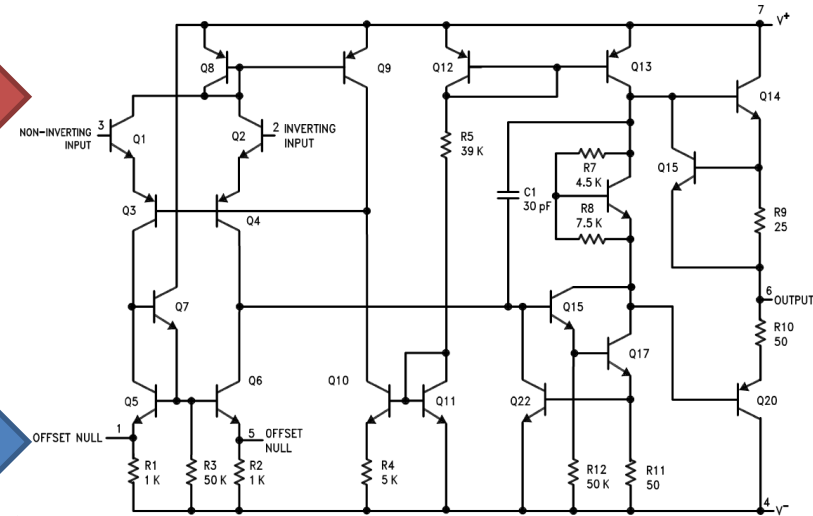 7
V+
Q8
Q9
Q12
Q13
Q14
3
NON-INVERTING
INPUT
Q1
Q2
2 INVERTING
INPUT
R5
39 K
R7
4.5 K
Q15
C1
30 pF
R8
7.5 K
R9
25
Q3
Q4
6
OUTPUT
Q7
Q15
R10
50
Q17
Q5
Q6
Q10
Q11
Q22
Q20
OFFSET NULL
1
5
OFFSET
NULL
R1
1 K
R3
50 K
R2
1 K
R4
5 K
R12
50 K
R11
50
4
V-